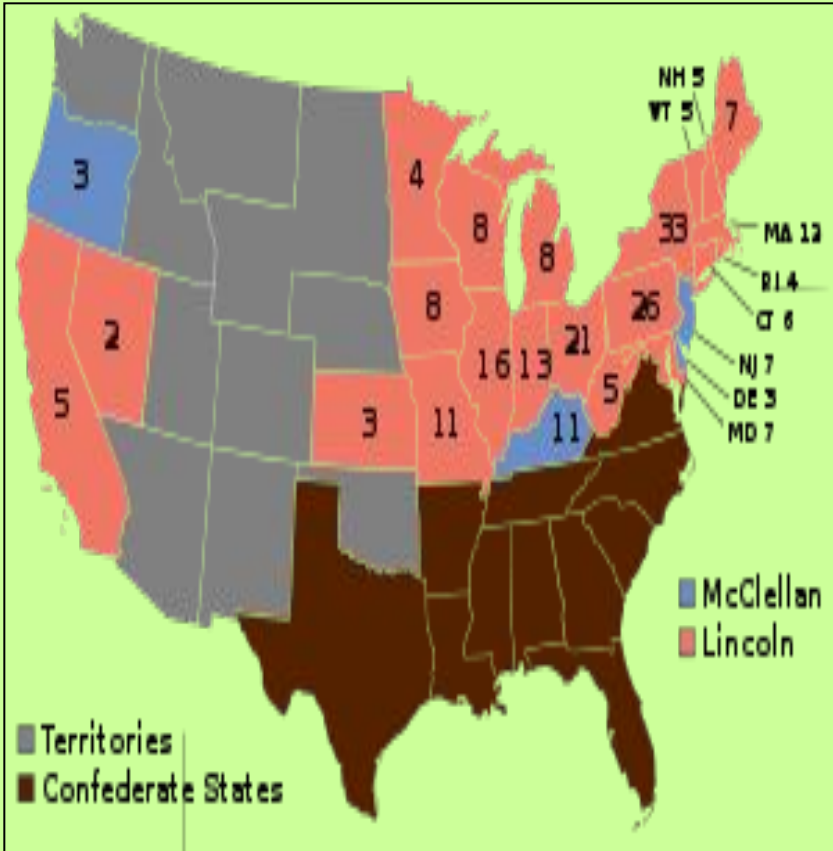 NH 5
VT 5
7
3
4
33
8
MA 12
8
RI 4
8
26
2
CT 6
21
16
13
NJ 7
5
5
DE 3
3
11
11
MD 7
McClellan
Lincoln
Territories
Confederate States